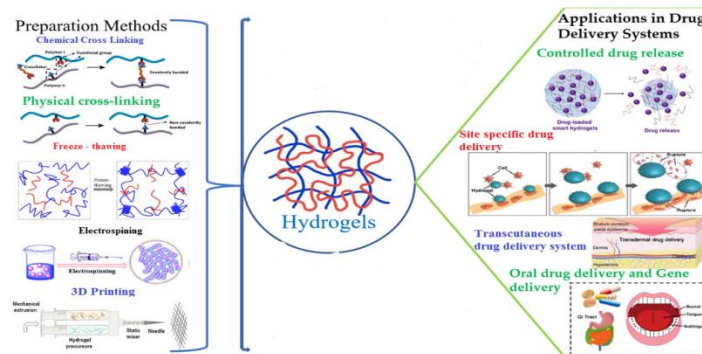 Preparation Methods
Chemical Cross Linking
Polymer I
Functional group
Crosslinker
Polymer II
Covalently bonded
Physical cross-linking
Non-covalently
bonded
Freeze - thawing
Freeze-
thawing
Electrospining
Electrospinning
3D Printing
Mechanical
extrusion
Hydrogel
precursors
Static
mixer
Needle
Hydrogels
Applications in Drug
Delivery Systems
Controlled drug release
Drug-loaded
smart hydrogels
Drug release
Site specific drug
delivery
Cell
Hydrogel
Rupture
Rupture
Transcutaneous
drug delivery system
Transdermal drug delivery
Dermis
Hypodermis
Oral drug delivery and Gene
delivery
GI Tract
Buccal
Tongue
Sublingual